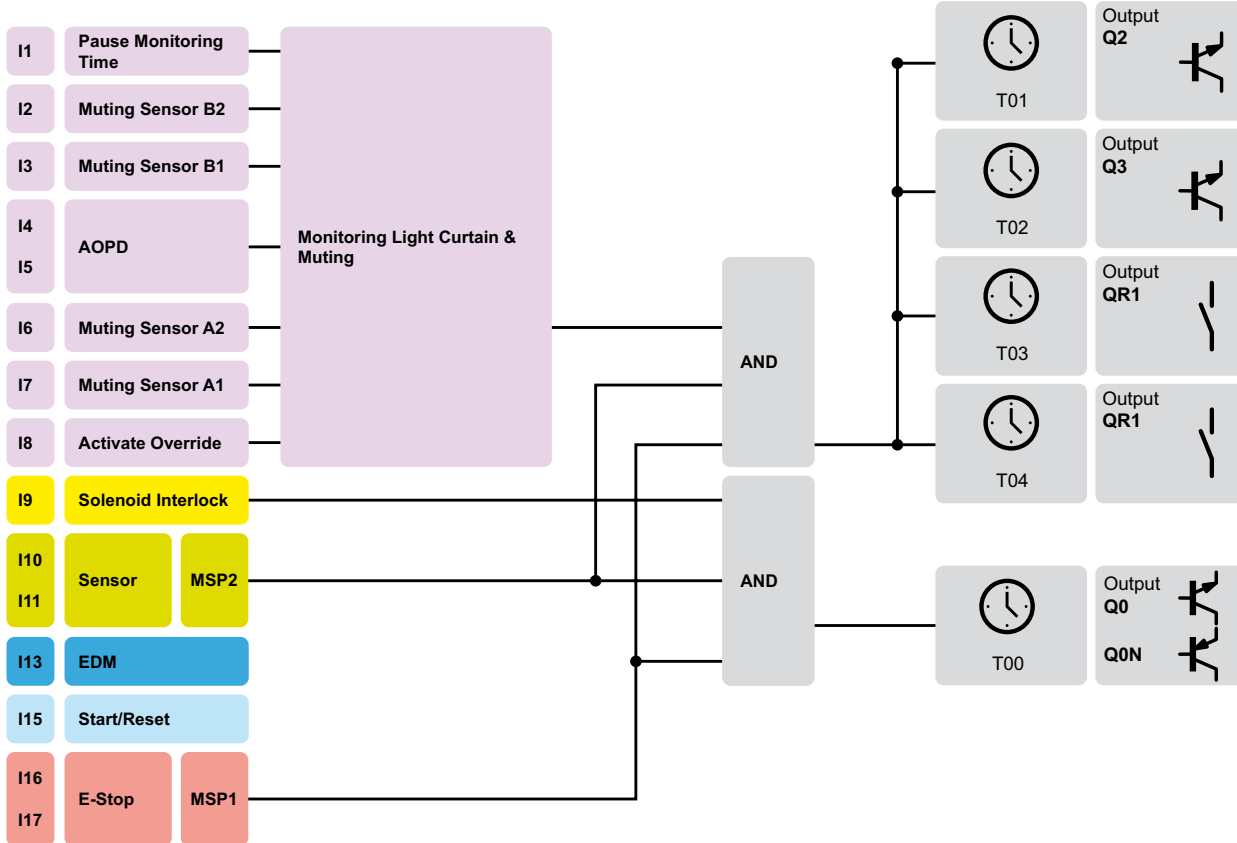 I1
Pause Monitoring
Time
I2
Muting Sensor B2
I3
Muting Sensor B1
I4
I5
AOPD
I6
Muting Sensor A2
I7
Muting Sensor A1
I8
Activate Override
Monitoring Light Curtain &
Muting
I9
Solenoid Interlock
I10
I11
Sensor
MSP2
I13
EDM
I15
Start/Reset
I16
I17
E-Stop
MSP1
AND
AND
T01
Output
Q2
T02
Output
Q3
T03
Output
QR1
T04
Output
QR1
T00
Output
Q0
Q0N